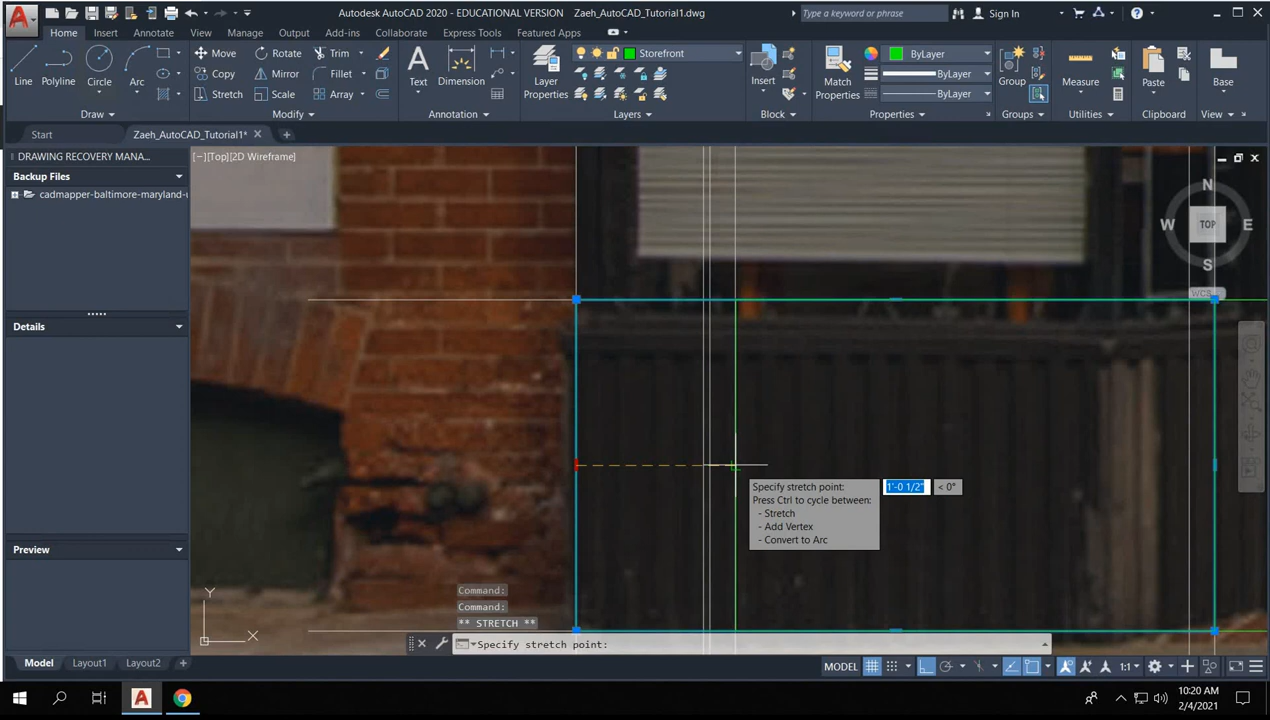 Autodesk AutoCAD 2020 - EDUCATIONAL VERSION Zaeh_AutoCAD_Tutorial1.dwg
Type a keyword or phrase
Sign In
Home Insert Annotate View Manage Output Add-ins Collaborate Express Tools Featured Apps
Line Polyline Circle Arc
Move Rotate Trim
Copy Mirror Fillet
Stretch Scale Array
Text Dimension
Layer Properties
Storefront
Insert
Match Properties
ByLayer
ByLayer
ByLayer
Group
Measure
Paste
Base
Draw Modify Annotation Layers Block Properties Groups Utilities Clipboard View
Start Zaeh_AutoCAD_Tutorial1*
DRAWING RECOVERY MANA...
Backup Files
cadmapper-baltimore-maryland-u
Details
Preview
[−][Top][2D Wireframe]
N
W TOP E
S
WCS
Specify stretch point: 1'-0 1/2" < 0°
Press Ctrl to cycle between:
- Stretch
- Add Vertex
- Convert to Arc
Y
X
Command:
Command:
** STRETCH **
Specify stretch point:
Model Layout1 Layout2
MODEL
1:1
10:20 AM
2/4/2021